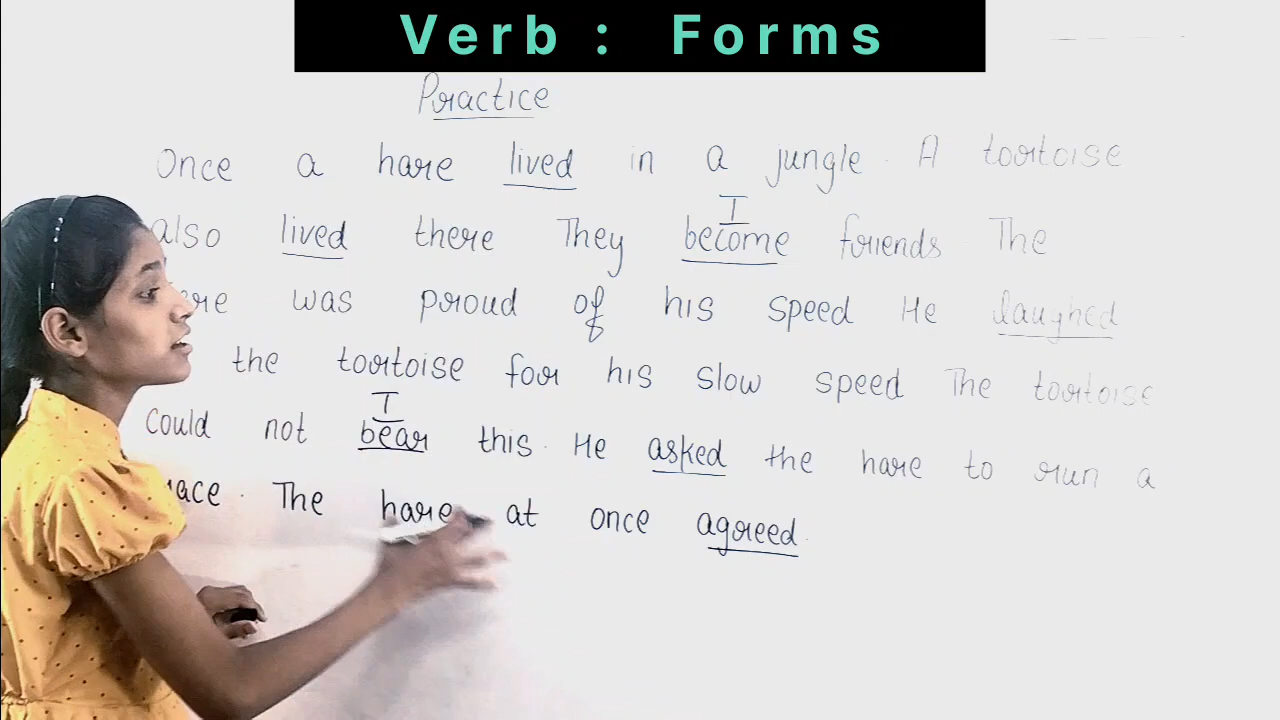 Verb : Forms
Practice
Once a hare lived in a jungle. A tortoise
also lived there They become friends The
was proud of his speed He laughed
the tortoise for his slow speed The tortoise
could not bear this. He asked the hare to run a
The hare at once agreed.